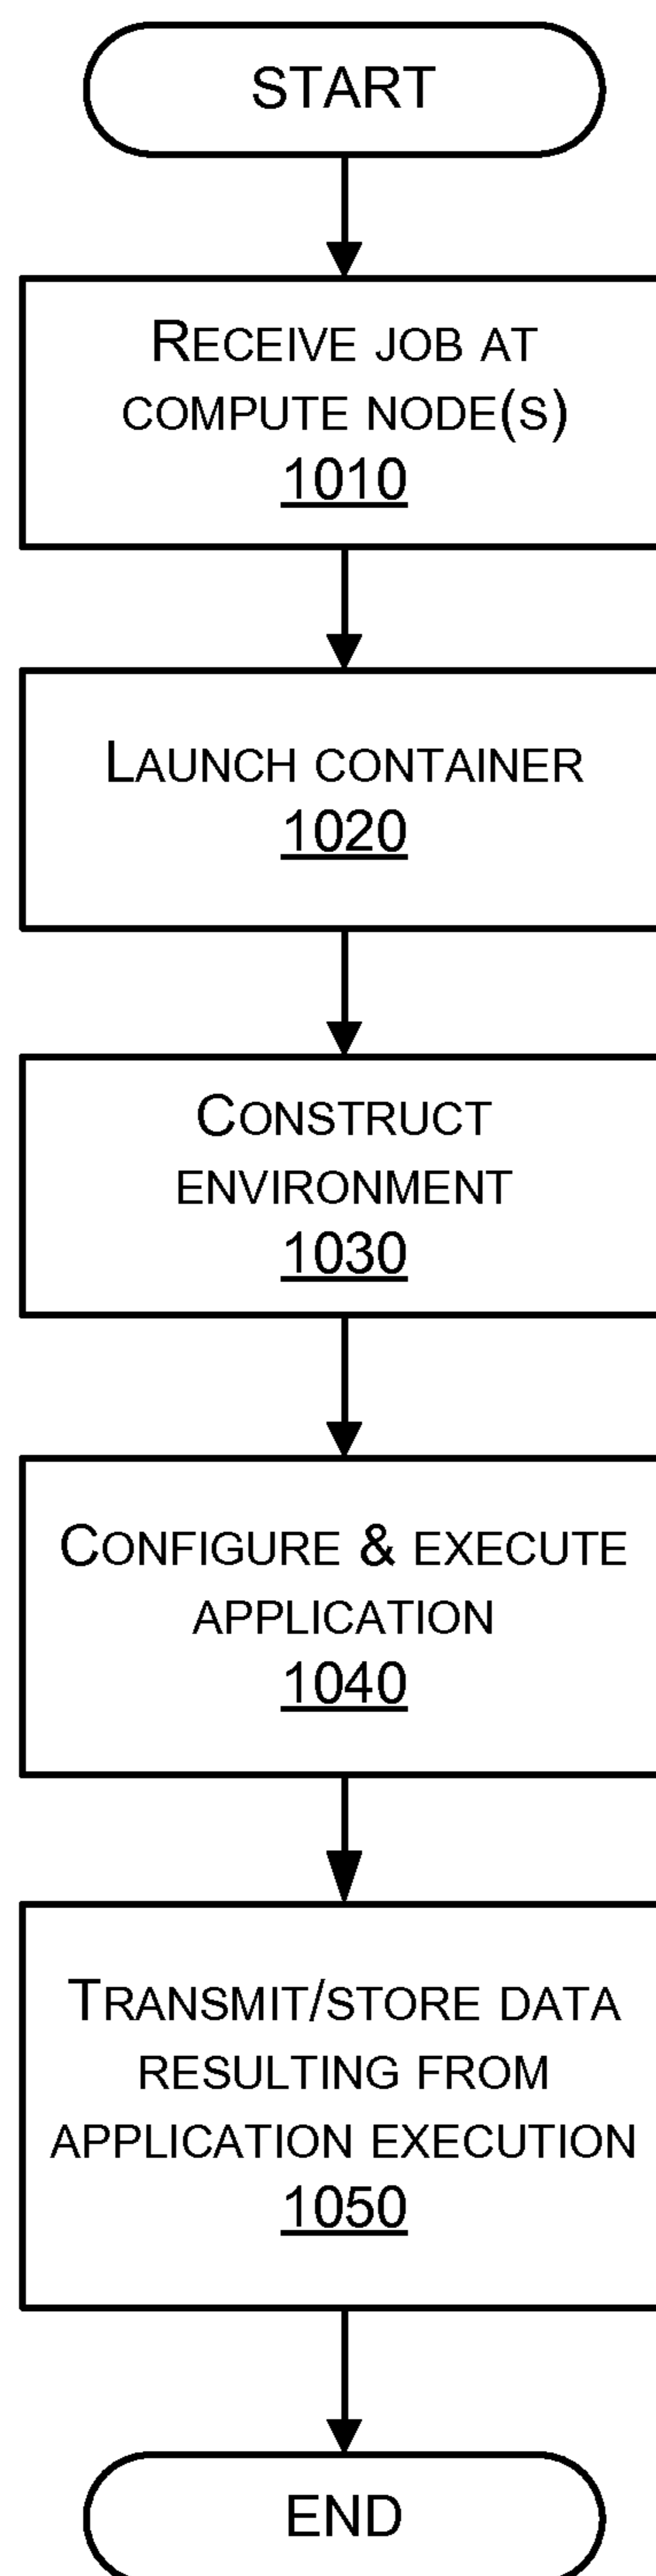 START
RECEIVE JOB AT
COMPUTE NODE(S)
1010
LAUNCH CONTAINER
1020
CONSTRUCT
ENVIRONMENT
1030
CONFIGURE & EXECUTE
APPLICATION
1040
TRANSMIT/STORE DATA
RESULTING FROM
APPLICATION EXECUTION
1050
END